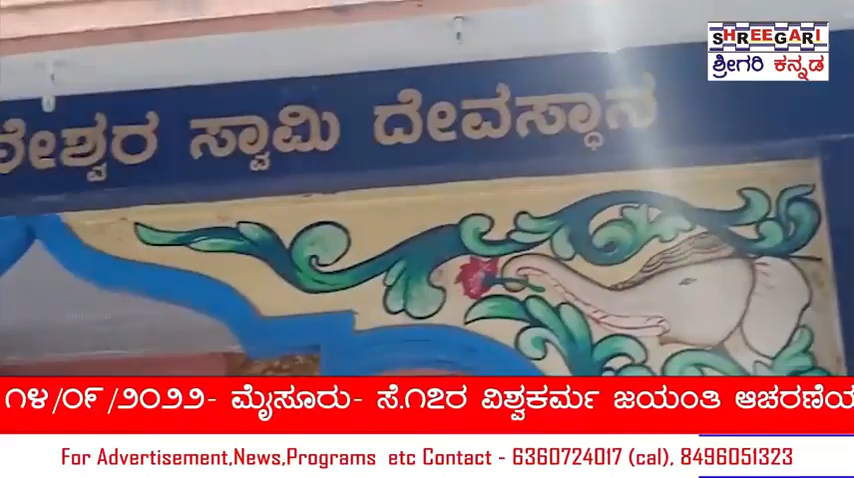 SHREEGARI
ಶ್ರೀಗರಿ ಕನ್ನಡ
ಸ್ವಾಮಿ ದೇವಸ್ಥಾನ
೧೪/೦೯/೨೦೨೨- ಮೈಸೂರು- ಸೆ.೧೭ರ ವಿಶ್ವಕರ್ಮ ಜಯಂತಿ ಆಚರಣೆಯ
For Advertisement,News,Programs etc Contact - 6360724017 (cal), 8496051323